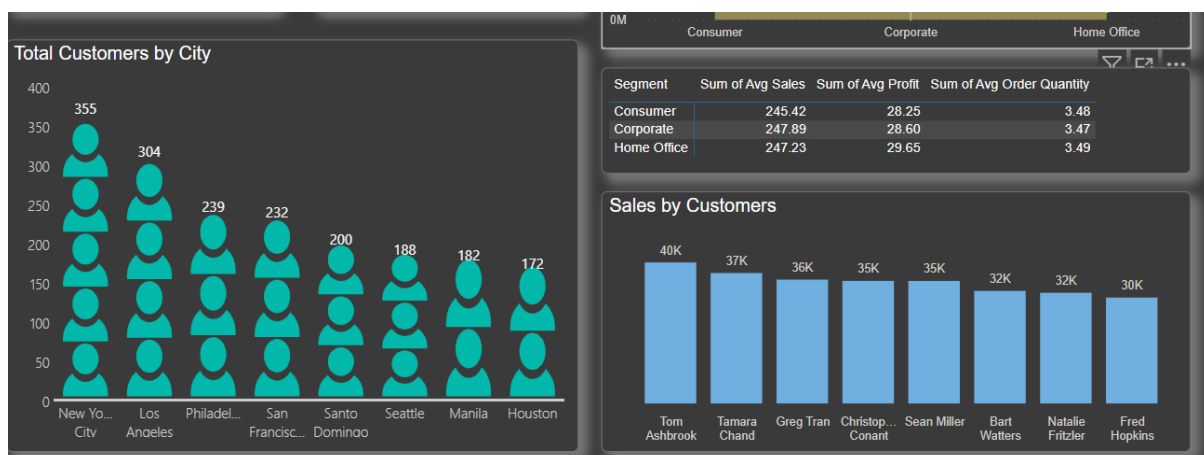 Total Customers by City
400
350
300
250
200
150
100
50
0
355
304
239
232
200
188
182
172
New Yo...
City
Los
Angeles
Philadel...
San
Francisc...
Santo
Domingo
Seattle
Manila
Houston
0M
Consumer Corporate Home Office
Segment Sum of Avg Sales Sum of Avg Profit Sum of Avg Order Quantity
Consumer 245.42 28.25 3.48
Corporate 247.89 28.60 3.47
Home Office 247.23 29.65 3.49
Sales by Customers
40K
37K
36K
35K
35K
32K
32K
30K
Tom
Ashbrook
Tamara
Chand
Greg Tran
Christop...
Conant
Sean Miller
Bart
Watters
Natalie
Fritzler
Fred
Hopkins